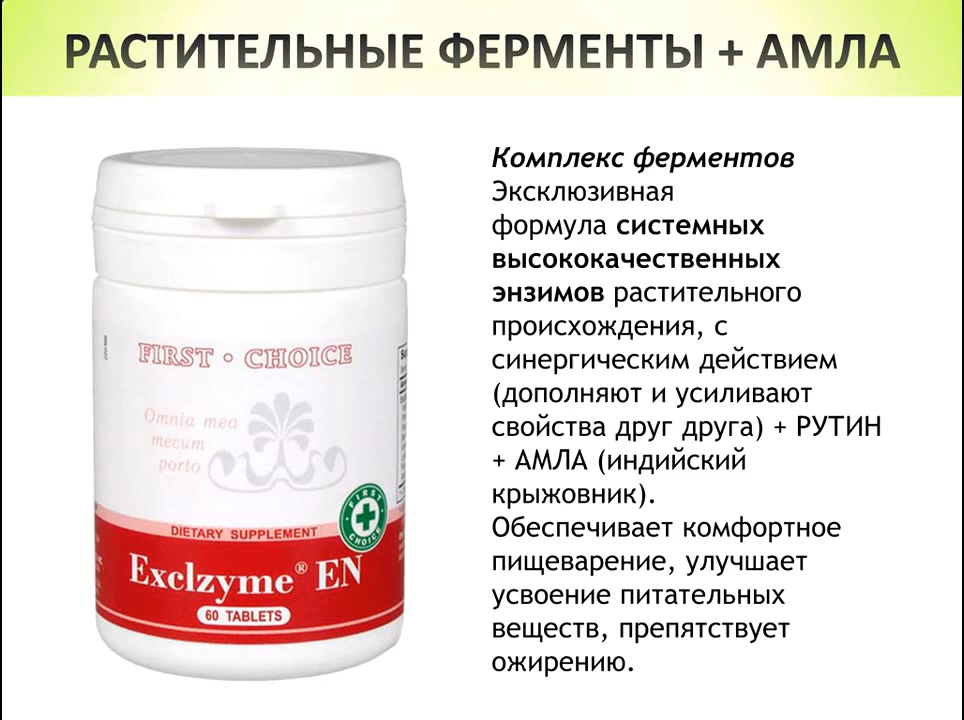 РАСТИТЕЛЬНЫЕ ФЕРМЕНТЫ + АМЛА
Комплекс ферментов
Эксклюзивная
формула системных
высококачественных
энзимов растительного
происхождения, с
синергическим действием
(дополняют и усиливают
свойства друг друга) + РУТИН
+ АМЛА (индийский
крыжовник).
Обеспечивает комфортное
пищеварение, улучшает
усвоение питательных
веществ, препятствует
ожирению.
FIRST • CHOICE
Omnia mea
mecum
porto
FIRST
CHOICE
DIETARY SUPPLEMENT
Exclzyme® EN
60 TABLETS